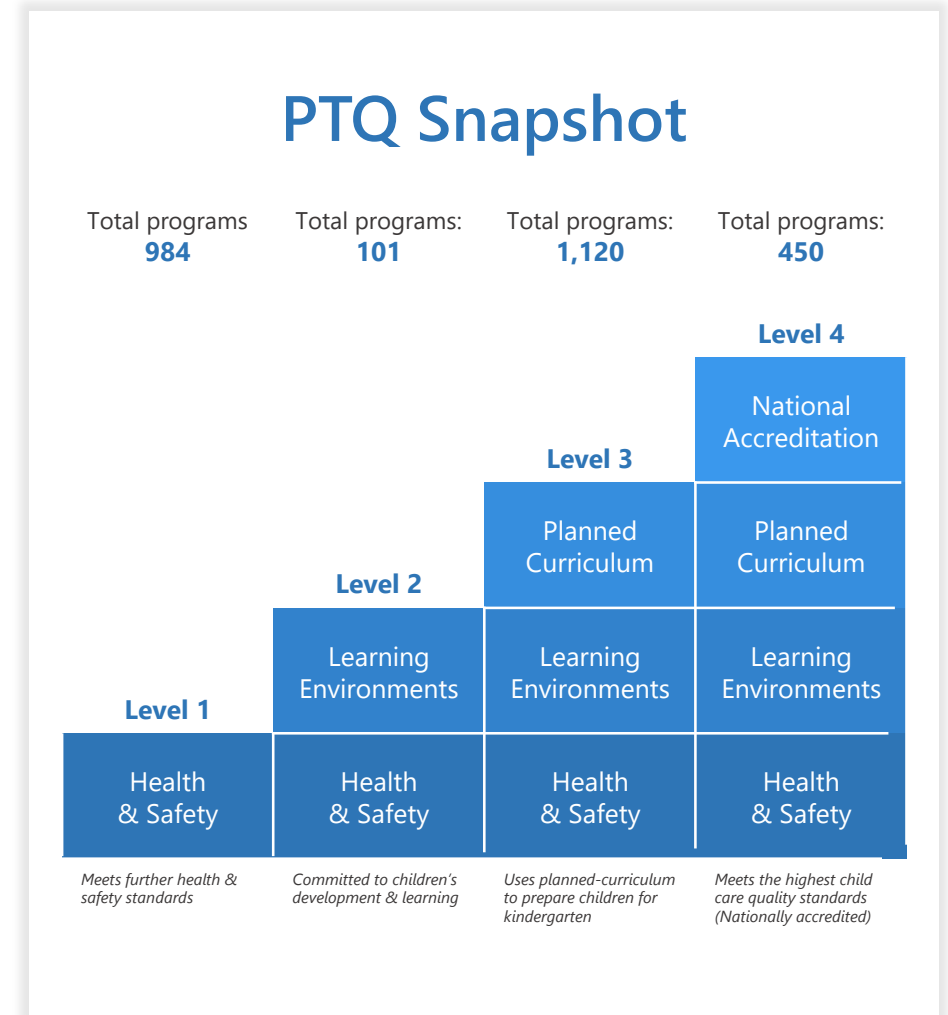 PTQ Snapshot
Total programs
984
Total programs:
101
Total programs:
1,120
Total programs:
450
Level 4
National
Accreditation
Level 3
Planned
Curriculum
Planned
Curriculum
Level 2
Learning
Environments
Learning
Environments
Learning
Environments
Level 1
Health
& Safety
Health
& Safety
Health
& Safety
Health
& Safety
Meets further health &
safety standards
Committed to children's
development & learning
Uses planned-curriculum
to prepare children for
kindergarten
Meets the highest child
care quality standards
(Nationally accredited)